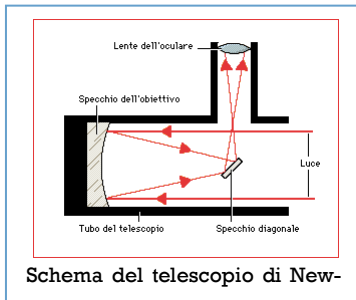 Lente dell'oculare
Specchio dell'obiettivo
Luce
Tubo del telescopio
Specchio diagonale
Schema del telescopio di New-